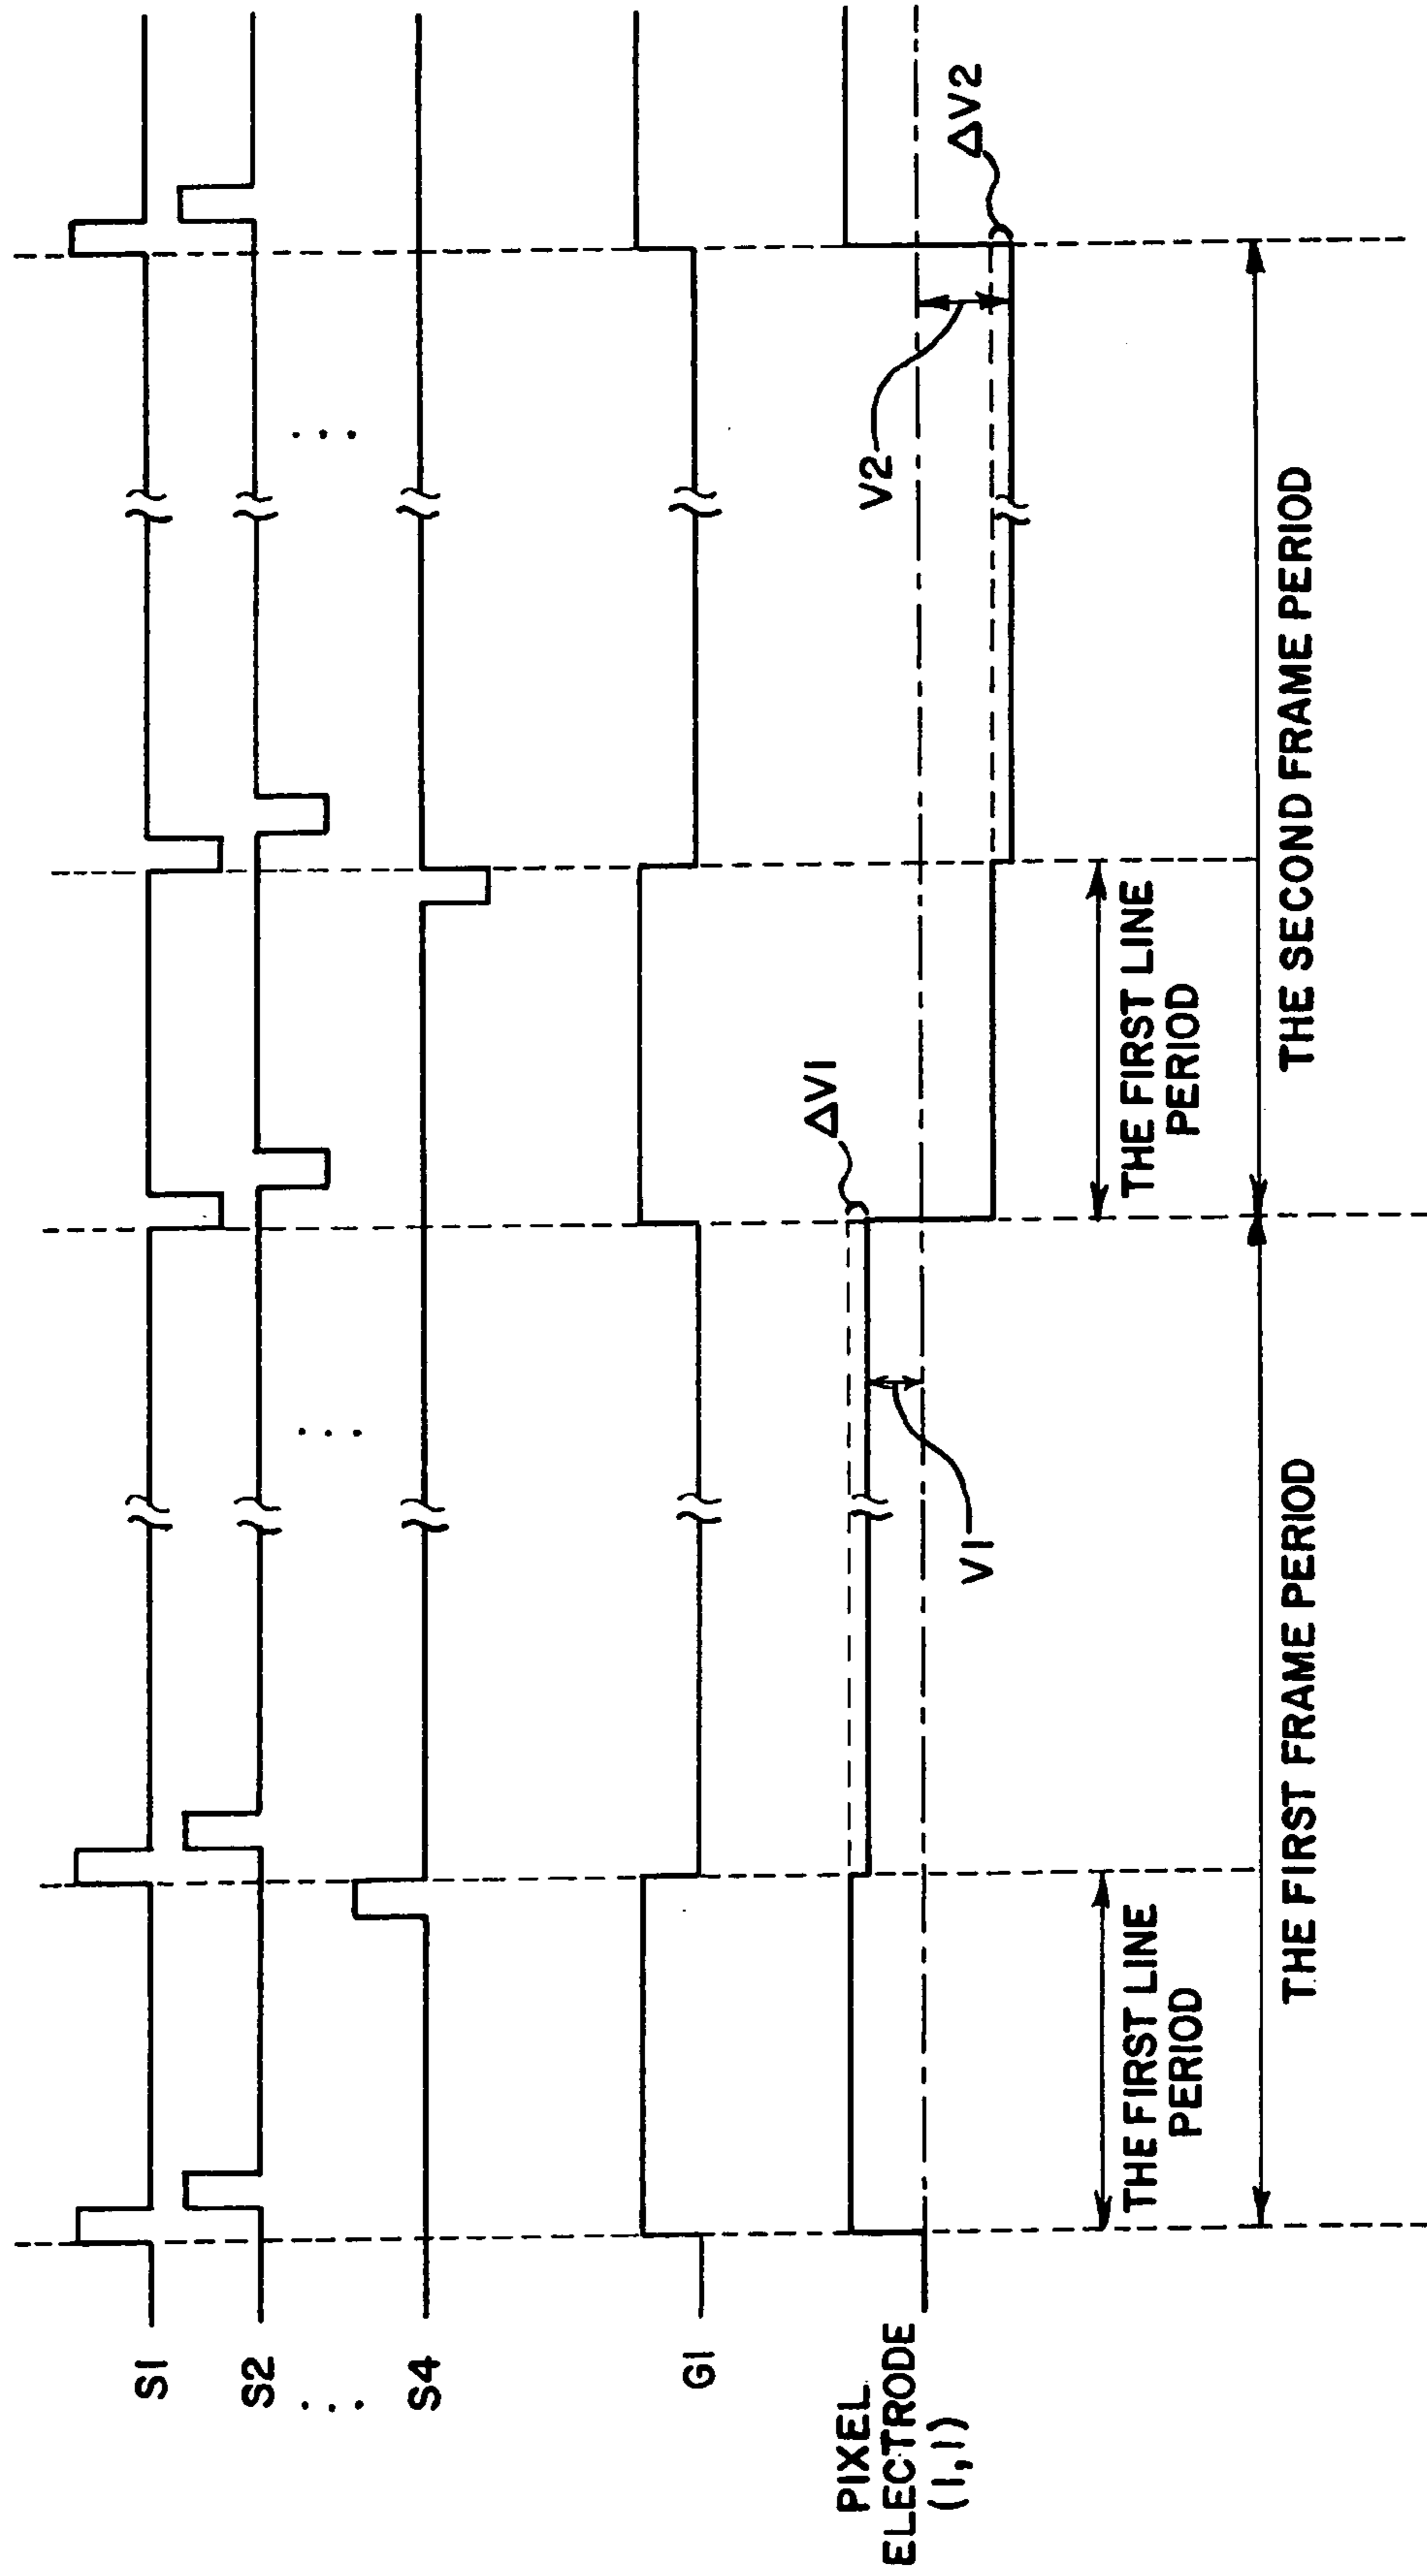 S1
S2
...
S4
G1
PIXEL
ELECTRODE
(1,1)
...
...
V1
ΔV1
V2
ΔV2
THE FIRST LINE
PERIOD
THE FIRST LINE
PERIOD
THE FIRST FRAME PERIOD
THE SECOND FRAME PERIOD